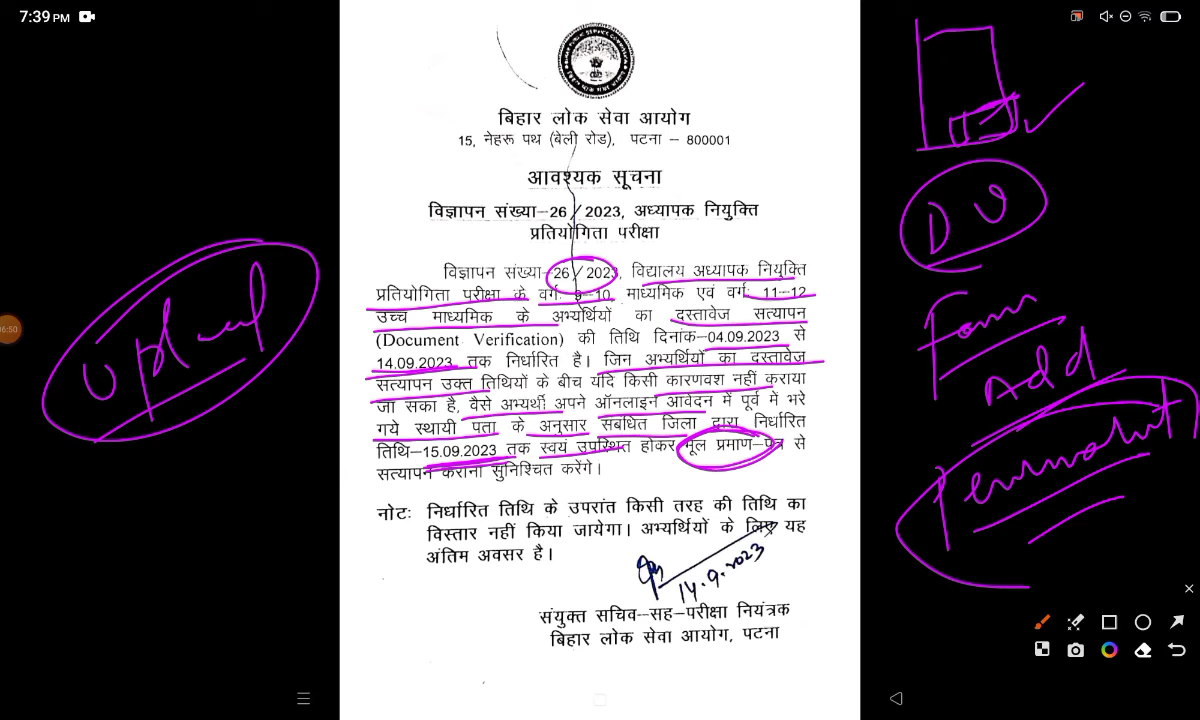 7:39 PM
बिहार लोक सेवा आयोग
15, नेहरू पथ (बेली रोड), पटना – 800001
आवश्यक सूचना
विज्ञापन संख्या–26/2023, अध्यापक नियुक्ति
प्रतियोगिता परीक्षा
विज्ञापन संख्या–26/2023, विद्यालय अध्यापक नियुक्ति
प्रतियोगिता परीक्षा के वर्गः 9–10 माध्यमिक एवं वर्गः 11–12
उच्च माध्यमिक के अभ्यर्थियों का दस्तावेज सत्यापन
(Document Verification) की तिथि दिनांक–04.09.2023 से
14.09.2023 तक निर्धारित है। जिन अभ्यर्थियों का दस्तावेज
सत्यापन उक्त तिथियों के बीच यदि किसी कारणवश नहीं कराया
जा सका है, वैसे अभ्यर्थी अपने ऑनलाइन आवेदन में पूर्व में भरे
गये स्थायी पता के अनुसार संबंधित जिला द्वारा निर्धारित
तिथि–15.09.2023 तक स्वयं उपस्थित होकर मूल प्रमाण–पत्र से
सत्यापन कराना सुनिश्चित करेंगे।
नोटः निर्धारित तिथि के उपरांत किसी तरह की तिथि का
विस्तार नहीं किया जायेगा। अभ्यर्थियों के लिए यह
अंतिम अवसर है।
14.9.2023
संयुक्त सचिव–सह–परीक्षा नियंत्रक
बिहार लोक सेवा आयोग, पटना
D V
Form
Add
6:50